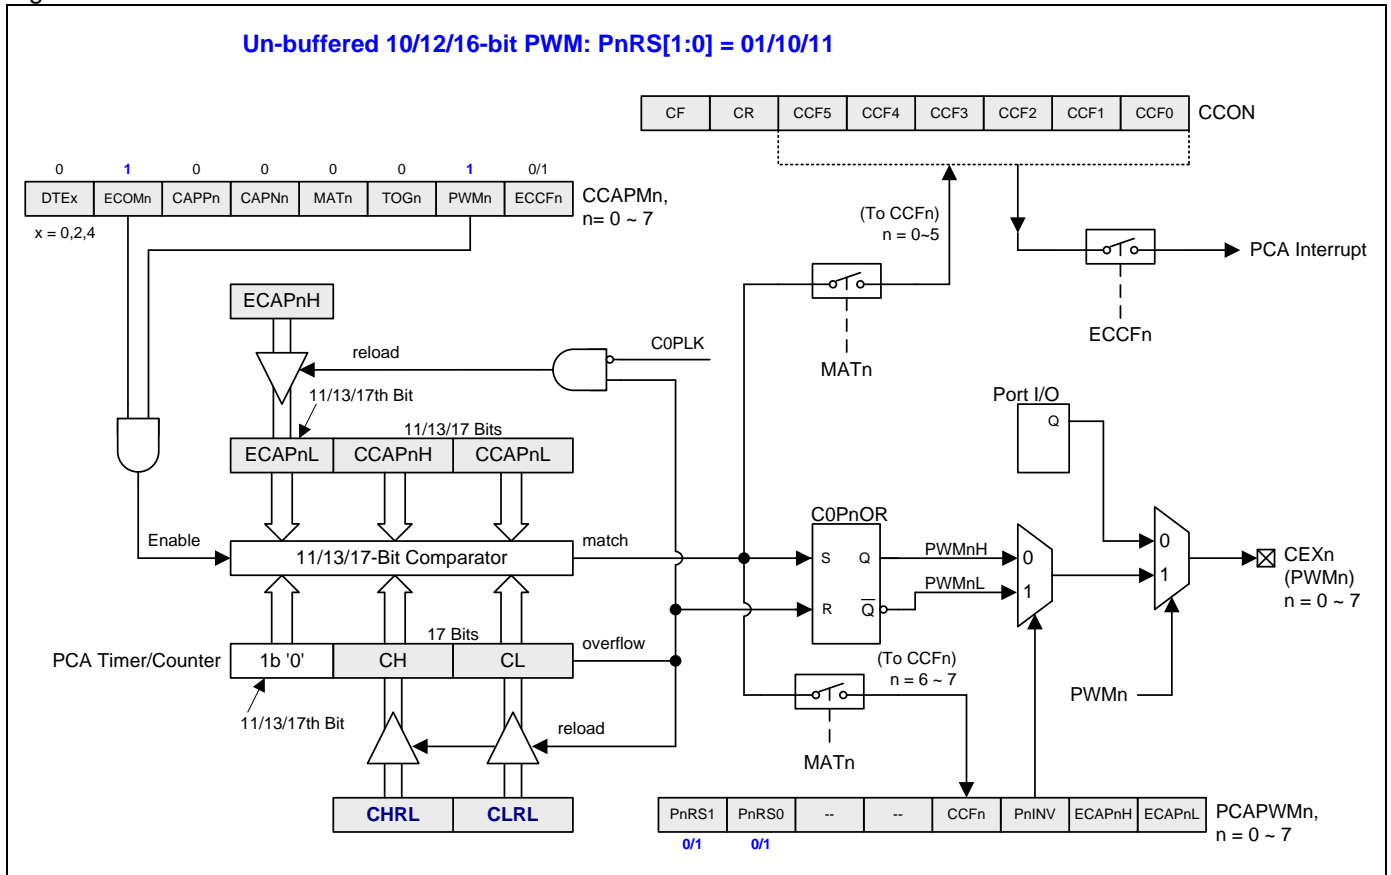 Un-buffered 10/12/16-bit PWM: PnRS[1:0] = 01/10/11
CF CR CCF5 CCF4 CCF3 CCF2 CCF1 CCF0 CCON
0 1 0 0 0 0 1 0/1
DTEx ECOMn CAPPn CAPNn MATn TOGn PWMn ECCFn CCAPMn,
n= 0 ~ 7
x = 0,2,4
(To CCFn)
n = 0~5
PCA Interrupt
ECAPnH
C0PLK
reload
ECCFn
MATn
11/13/17th Bit
Port I/O
Q
11/13/17 Bits
ECAPnL CCAPnH CCAPnL
C0PnOR
Enable
11/13/17-Bit Comparator
match
S Q
PWMnH
0
0
1
CEXn
(PWMn)
n = 0 ~ 7
PWMnL
1
R Q
17 Bits
overflow
PCA Timer/Counter 1b '0' CH CL
(To CCFn)
n = 6 ~ 7
PWMn
11/13/17th Bit
reload
MATn
CHRL CLRL
PnRS1 PnRS0 -- -- CCFn PnINV ECAPnH ECAPnL PCAPWMn,
n = 0 ~ 7
0/1 0/1